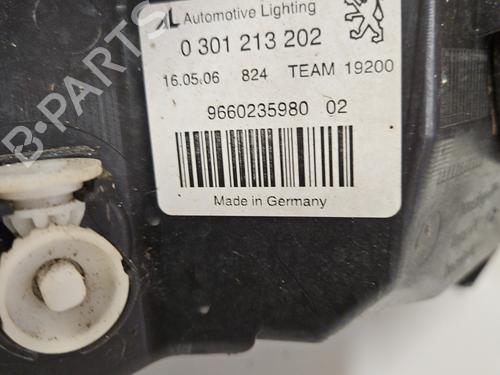 AL Automotive Lighting
0 301 213 202
16.05.06 824 TEAM 19200
9660235980 02
Made in Germany
B-PARTS